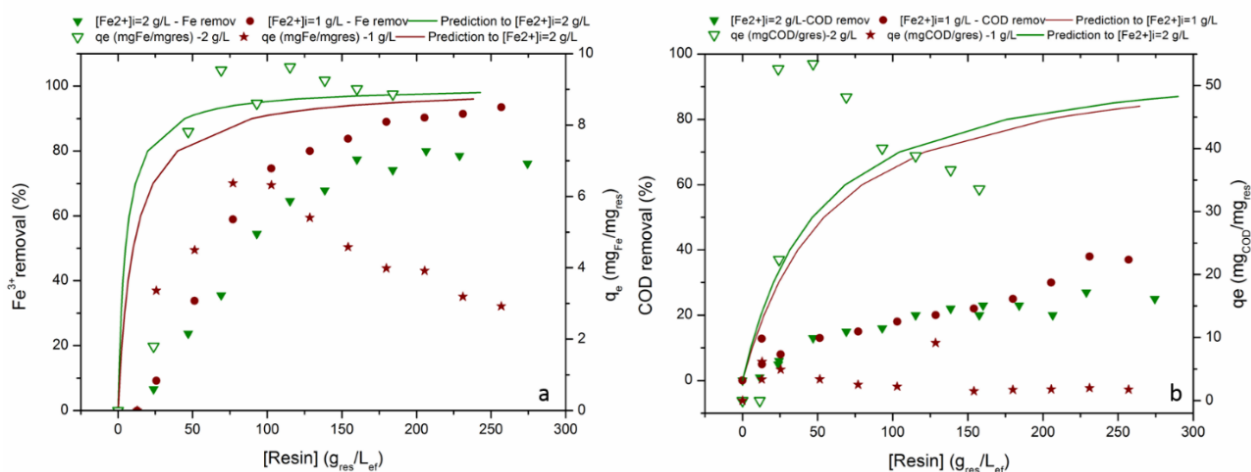 [Fe2+]i=2 g/L - Fe remov [Fe2+]i=1 g/L - Fe remov Prediction to [Fe2+]i=2 g/L
qe (mgFe/mgres) -2 g/L qe (mgFe/mgres) -1 g/L Prediction to [Fe2+]i=2 g/L
100
80
60
40
20
0
Fe3+ removal (%)
10
8
6
4
2
0
qe (mgFe/mgres)
a
0 50 100 150 200 250
[Resin] (gres/Lef)
[Fe2+]i=2 g/L-COD remov [Fe2+]i=1 g/L - COD remov Prediction to [Fe2+]i=1 g/L
qe (mgCOD/gres)-2 g/L qe (mgCOD/gres) -1 g/L Prediction to [Fe2+]i=2 g/L
100
80
60
40
20
0
COD removal (%)
50
40
30
20
10
0
qe (mgCOD/mgres)
b
0 50 100 150 200 250 300
[Resin] (gres/Lef)